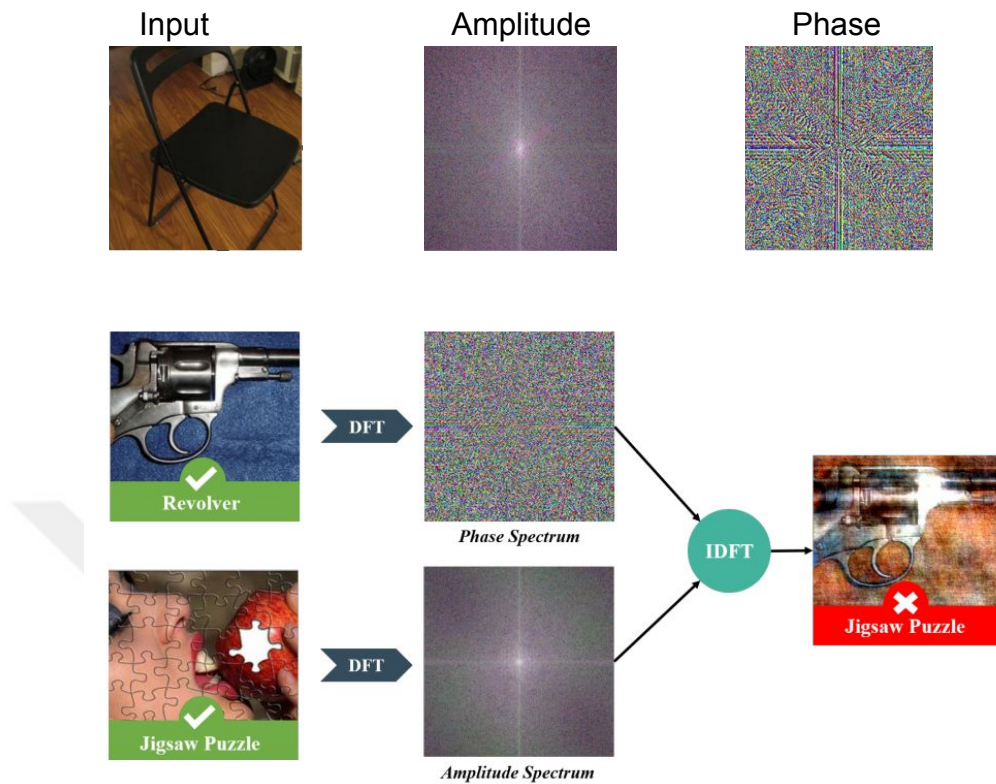 Input
Amplitude
Phase
DFT
Revolver
Phase Spectrum
IDFT
Jigsaw Puzzle
DFT
Jigsaw Puzzle
Amplitude Spectrum